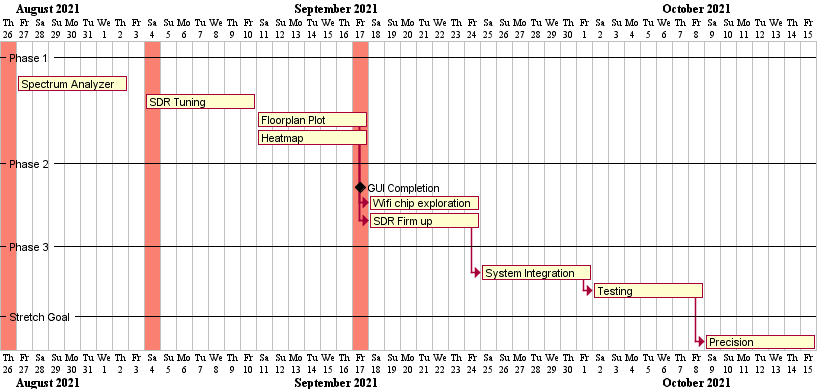 August 2021 September 2021 October 2021
Th Fr Sa Su Mo Tu We Th Fr Sa Su Mo Tu We Th Fr Sa Su Mo Tu We Th Fr Sa Su Mo Tu We Th Fr Sa Su Mo Tu We Th Fr Sa Su Mo Tu We Th Fr Sa Su Mo Tu We Th Fr
26 27 28 29 30 31 1 2 3 4 5 6 7 8 9 10 11 12 13 14 15 16 17 18 19 20 21 22 23 24 25 26 27 28 29 30 1 2 3 4 5 6 7 8 9 10 11 12 13 14 15
Phase 1
Spectrum Analyzer
SDR Tuning
Floorplan Plot
Heatmap
Phase 2
GUI Completion
Wifi chip exploration
SDR Firm up
Phase 3
System Integration
Testing
Stretch Goal
Precision
Th Fr Sa Su Mo Tu We Th Fr Sa Su Mo Tu We Th Fr Sa Su Mo Tu We Th Fr Sa Su Mo Tu We Th Fr Sa Su Mo Tu We Th Fr Sa Su Mo Tu We Th Fr Sa Su Mo Tu We Th Fr
26 27 28 29 30 31 1 2 3 4 5 6 7 8 9 10 11 12 13 14 15 16 17 18 19 20 21 22 23 24 25 26 27 28 29 30 1 2 3 4 5 6 7 8 9 10 11 12 13 14 15
August 2021 September 2021 October 2021